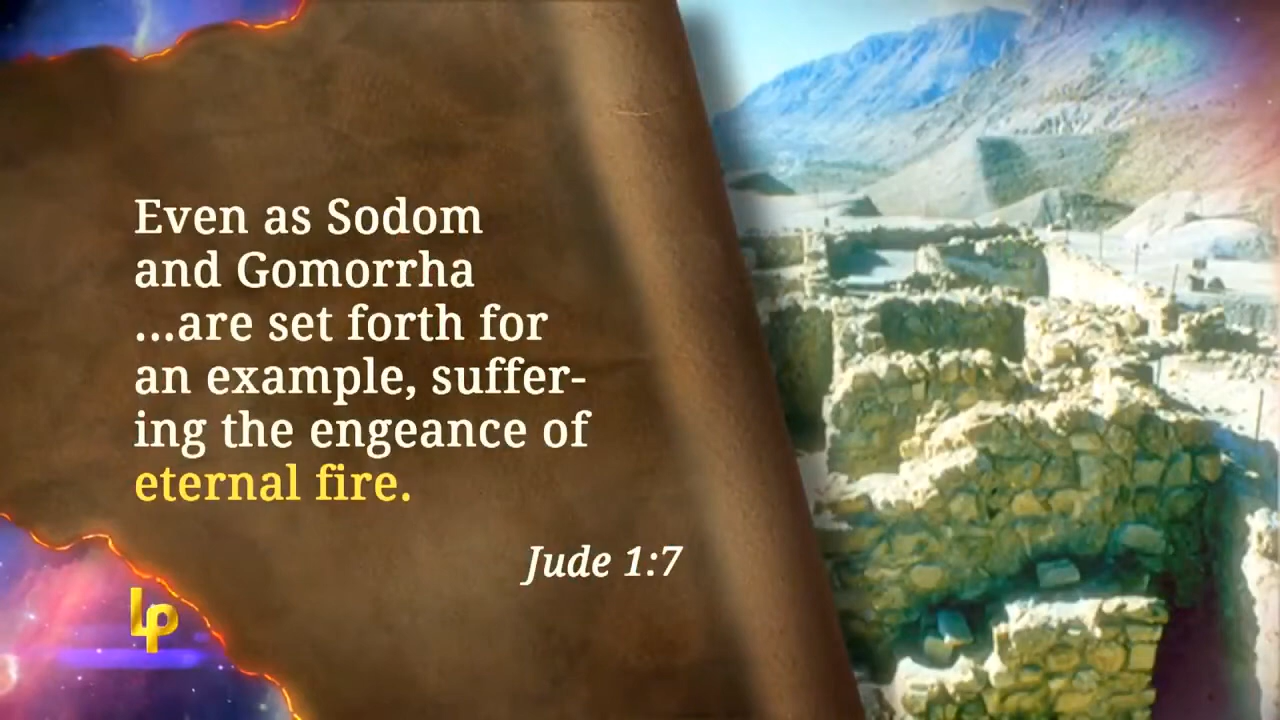 Even as Sodom
and Gomorrha
...are set forth for
an example, suffer-
ing the engeance of
eternal fire.
Jude 1:7
LP